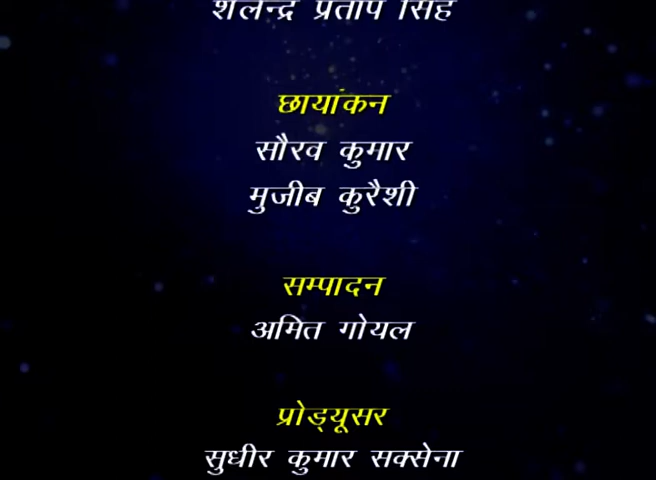 शैलेन्द्र प्रताप सिंह
छायांकन
सौरव कुमार
मुजीब कुरैशी
सम्पादन
अमित गोयल
प्रोड्यूसर
सुधीर कुमार सक्सेना